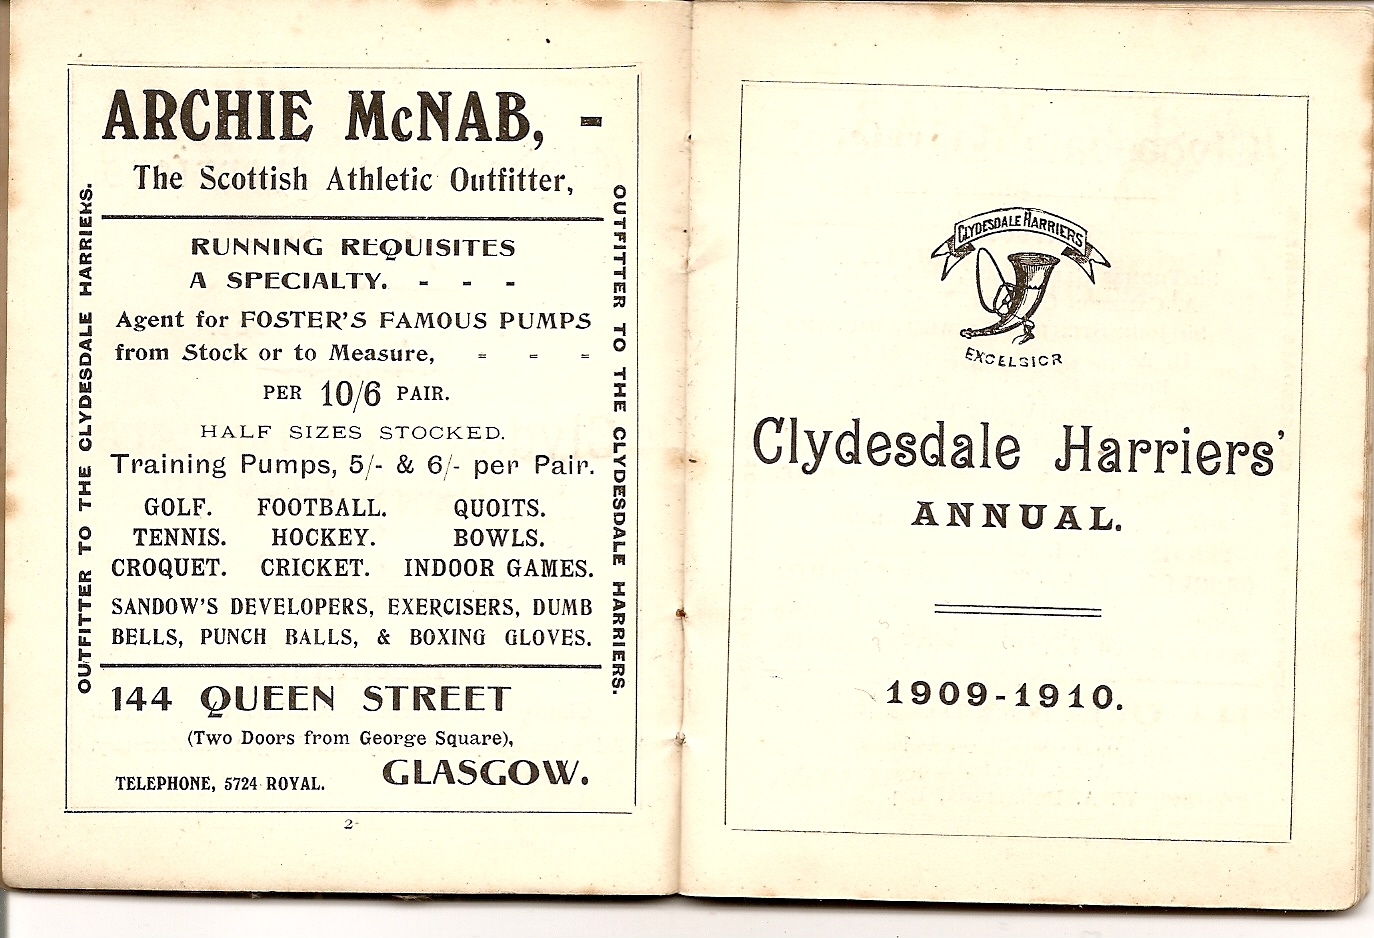 ARCHIE McNAB, -
The Scottish Athletic Outfitter,
OUTFITTER TO THE CLYDESDALE HARRIERS.
RUNNING REQUISITES
A SPECIALTY. - - -
Agent for FOSTER'S FAMOUS PUMPS
from Stock or to Measure, = = =
PER 10/6 PAIR.
HALF SIZES STOCKED.
Training Pumps, 5/- & 6/- per Pair.
GOLF. FOOTBALL. QUOITS.
TENNIS. HOCKEY. BOWLS.
CROQUET. CRICKET. INDOOR GAMES.
SANDOW'S DEVELOPERS, EXERCISERS, DUMB
BELLS, PUNCH BALLS, & BOXING GLOVES.
OUTFITTER TO THE CLYDESDALE HARRIERS.
144 QUEEN STREET
(Two Doors from George Square),
GLASGOW.
TELEPHONE, 5724 ROYAL.
2
CLYDESDALE HARRIERS
EXCELSIOR
Clydesdale Harriers'
ANNUAL.
1909-1910.